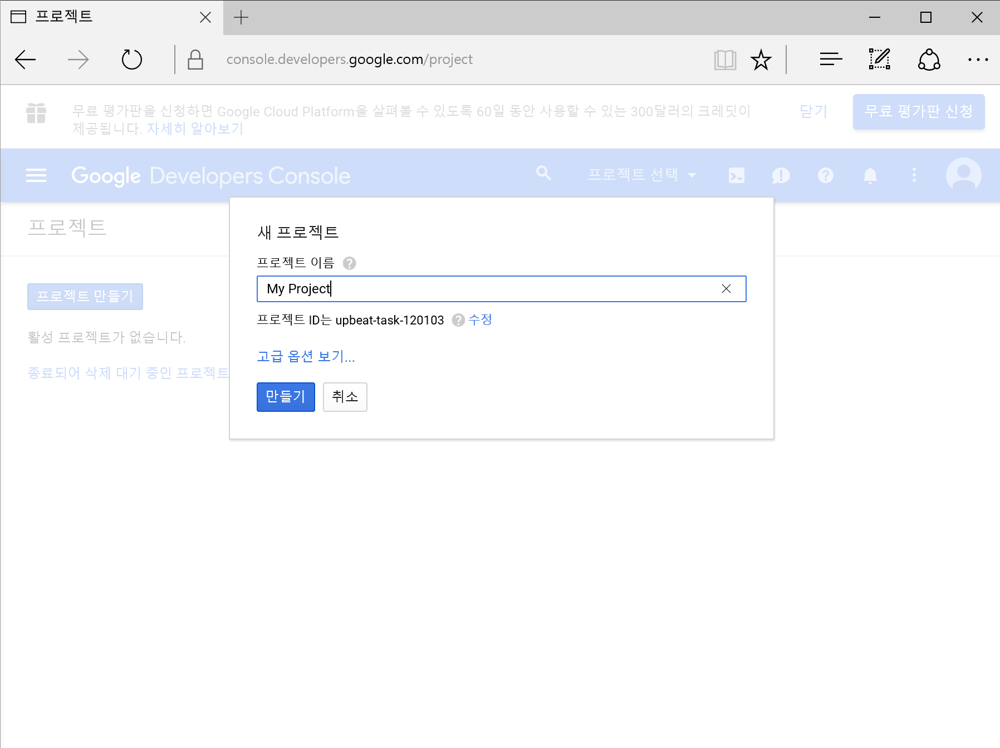 프로젝트
console.developers.google.com/project
무료 평가판을 신청하면 Google Cloud Platform을 살펴볼 수 있도록 60일 동안 사용할 수 있는 300달러의 크레딧이
제공됩니다. 자세히 알아보기
닫기
무료 평가판 신청
Google Developers Console
프로젝트 선택
프로젝트
프로젝트 만들기
활성 프로젝트가 없습니다.
종료되어 삭제 대기 중인 프로젝트
새 프로젝트
프로젝트 이름
My Project
프로젝트 ID는 upbeat-task-120103 수정
고급 옵션 보기...
만들기 취소